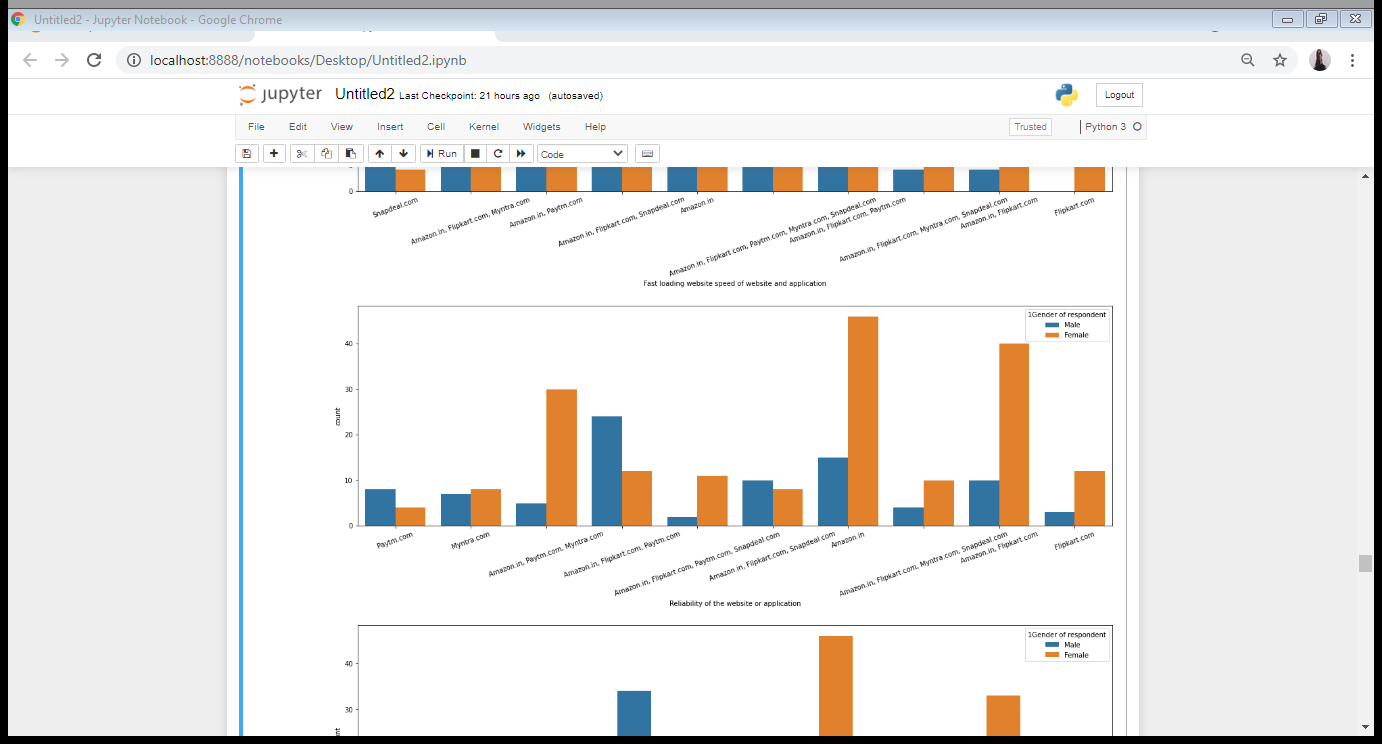 Untitled2 - Jupyter Notebook - Google Chrome
localhost:8888/notebooks/Desktop/Untitled2.ipynb
jupyter Untitled2 Last Checkpoint: 21 hours ago (autosaved) Logout
File Edit View Insert Cell Kernel Widgets Help Trusted Python 3
Run Code
0
Snapdeal.com
Amazon.in, Flipkart.com, Myntra.com
Amazon.in, Paytm.com
Amazon.in, Flipkart.com, Snapdeal.com
Amazon.in
Amazon.in, Flipkart.com, Paytm.com, Myntra.com, Snapdeal.com
Amazon.in, Flipkart.com, Paytm.com
Amazon.in, Flipkart.com, Myntra.com, Snapdeal.com
Amazon.in, Flipkart.com
Flipkart.com
Fast loading website speed of website and application
1Gender of respondent
Male
Female
40
30
20
10
0
count
Paytm.com
Myntra.com
Amazon.in, Paytm.com, Myntra.com
Amazon.in, Flipkart.com, Paytm.com
Amazon.in, Flipkart.com, Paytm.com, Snapdeal.com
Amazon.in, Flipkart.com, Snapdeal.com
Amazon.in
Amazon.in, Flipkart.com, Myntra.com, Snapdeal.com
Amazon.in, Flipkart.com
Flipkart.com
Reliability of the website or application
1Gender of respondent
Male
Female
40
30